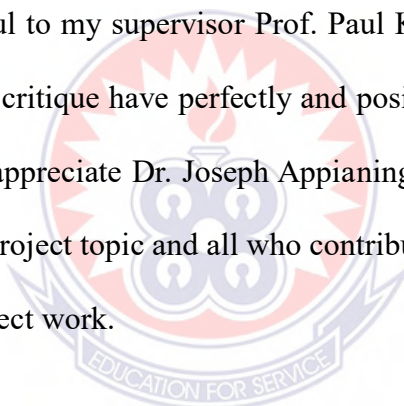 ul to my supervisor Prof. Paul K
critique have perfectly and posi
appreciate Dr. Joseph Appianing
project topic and all who contribu
ect work.
EDUCATION FOR SERVICE